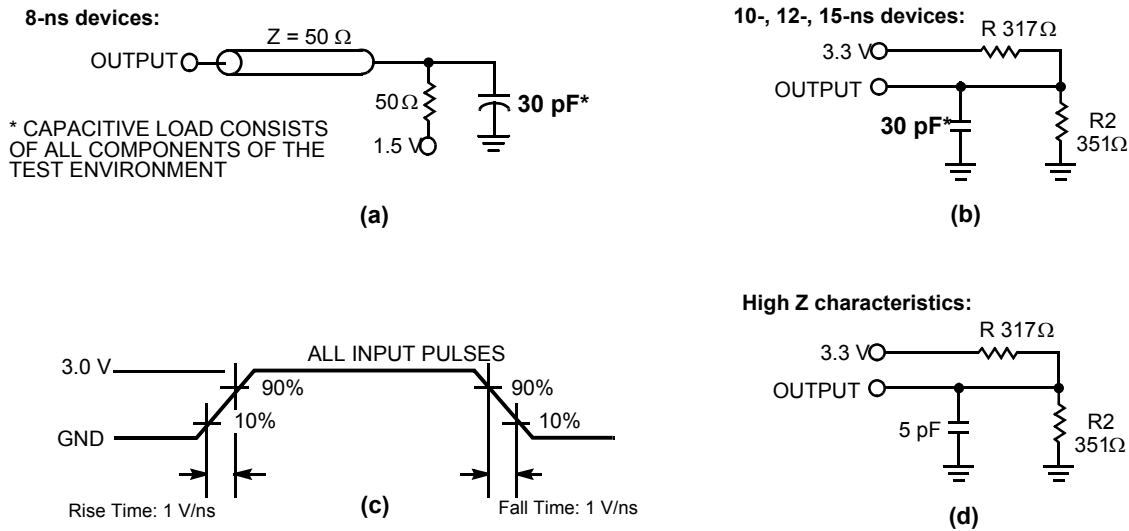 8-ns devices:
Z = 50 Ω
OUTPUT
50Ω
30 pF*
1.5 V
* CAPACITIVE LOAD CONSISTS
OF ALL COMPONENTS OF THE
TEST ENVIRONMENT
(a)
10-, 12-, 15-ns devices:
R 317Ω
3.3 V
OUTPUT
30 pF*
R2
351Ω
(b)
3.0 V
ALL INPUT PULSES
90%
90%
10%
10%
GND
Rise Time: 1 V/ns
(c)
Fall Time: 1 V/ns
High Z characteristics:
R 317Ω
3.3 V
OUTPUT
5 pF
R2
351Ω
(d)